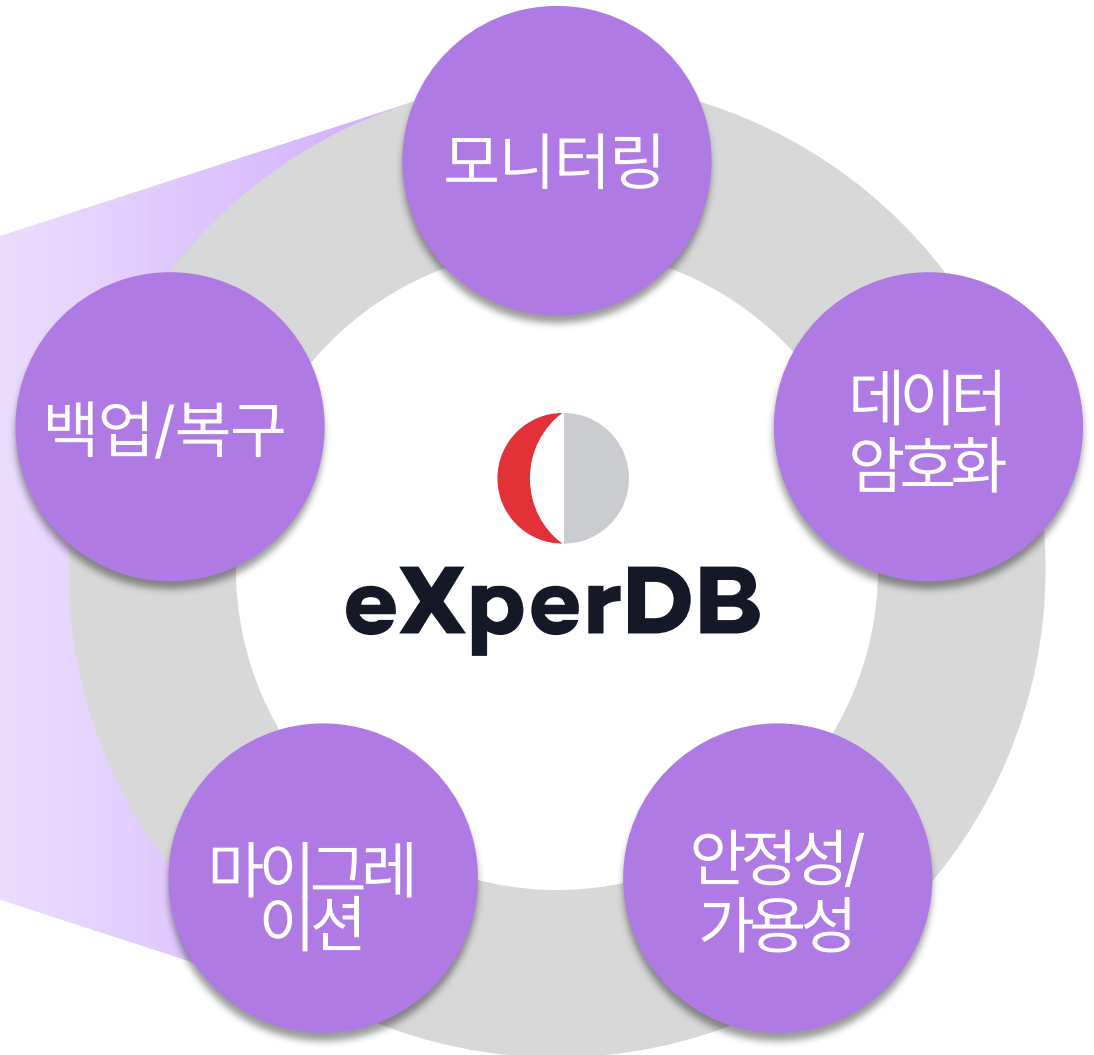 모니터링
백업/복구
데이터
암호화
eXperDB
마이그레
이션
안정성/
가용성